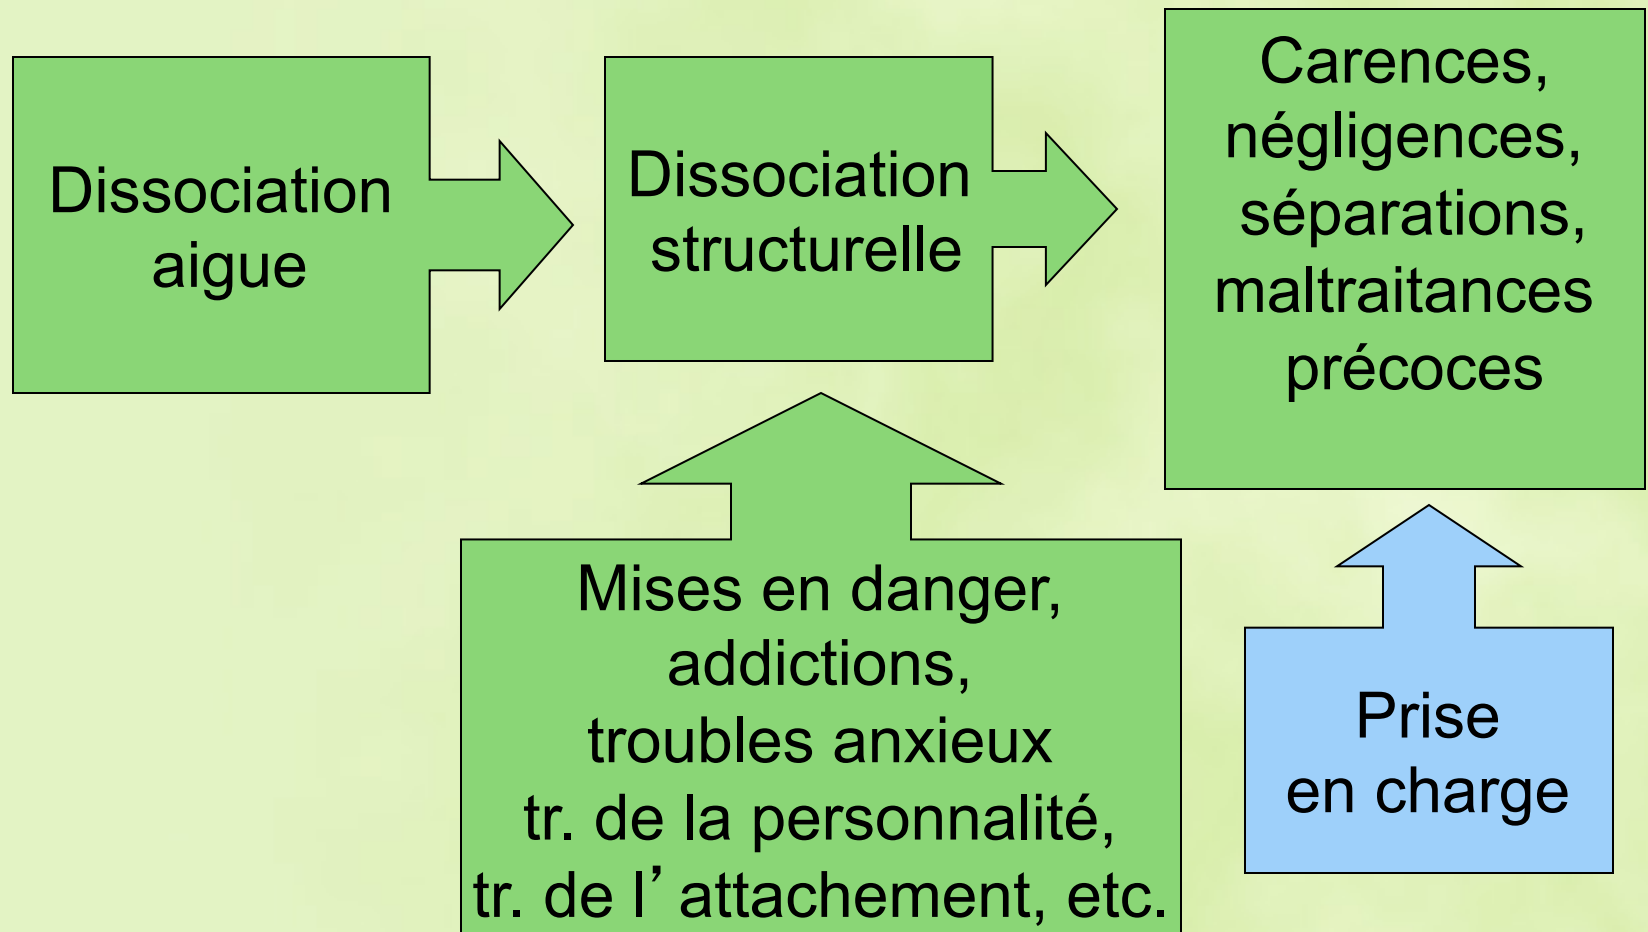 Dissociation
aigue
Dissociation
structurelle
Carences,
négligences,
séparations,
maltraitances
précoces
Mises en danger,
addictions,
troubles anxieux
tr. de la personnalité,
tr. de l’attachement, etc.
Prise
en charge